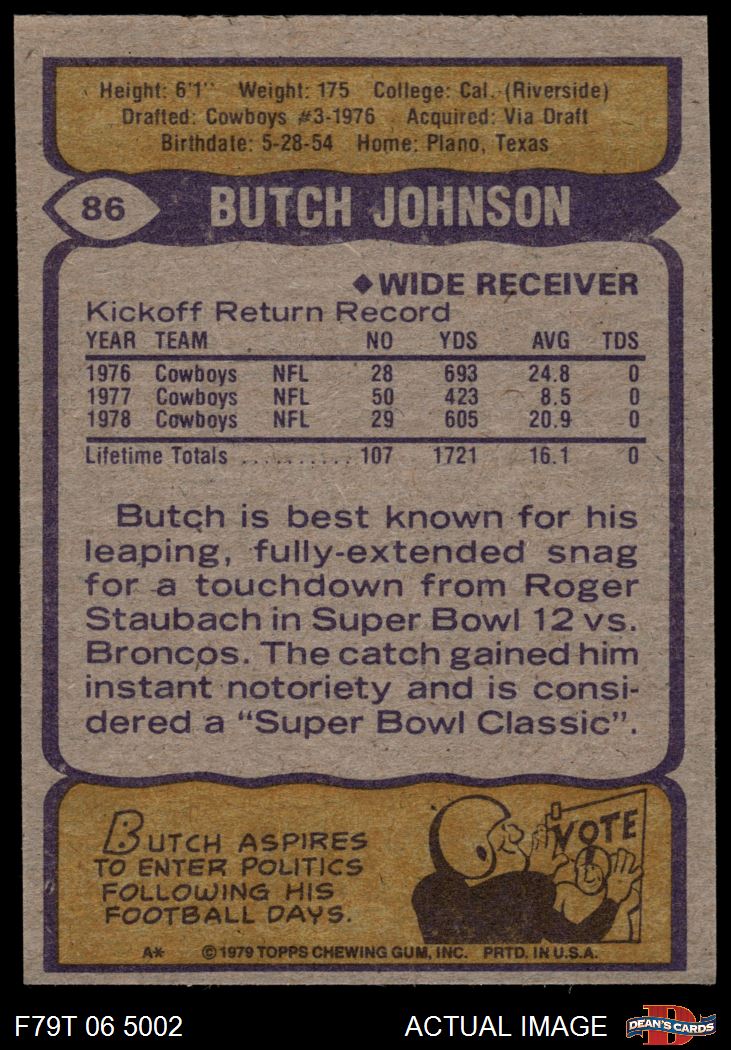 Height: 6'1" Weight: 175 College: Cal. (Riverside)
Drafted: Cowboys #3-1976 Acquired: Via Draft
Birthdate: 5-28-54 Home: Plano, Texas
86 BUTCH JOHNSON
◆WIDE RECEIVER
Kickoff Return Record
YEAR TEAM NO YDS AVG TDS
1976 Cowboys NFL 28 693 24.8 0
1977 Cowboys NFL 50 423 8.5 0
1978 Cowboys NFL 29 605 20.9 0
Lifetime Totals .......... 107 1721 16.1 0
Butch is best known for his
leaping, fully-extended snag
for a touchdown from Roger
Staubach in Super Bowl 12 vs.
Broncos. The catch gained him
instant notoriety and is consi-
dered a “Super Bowl Classic”.
BUTCH ASPIRES
TO ENTER POLITICS
FOLLOWING HIS
FOOTBALL DAYS.
VOTE
A* ©1979 TOPPS CHEWING GUM, INC. PRTD. IN U.S.A.
F79T 06 5002 ACTUAL IMAGE D DEAN'S CARDS